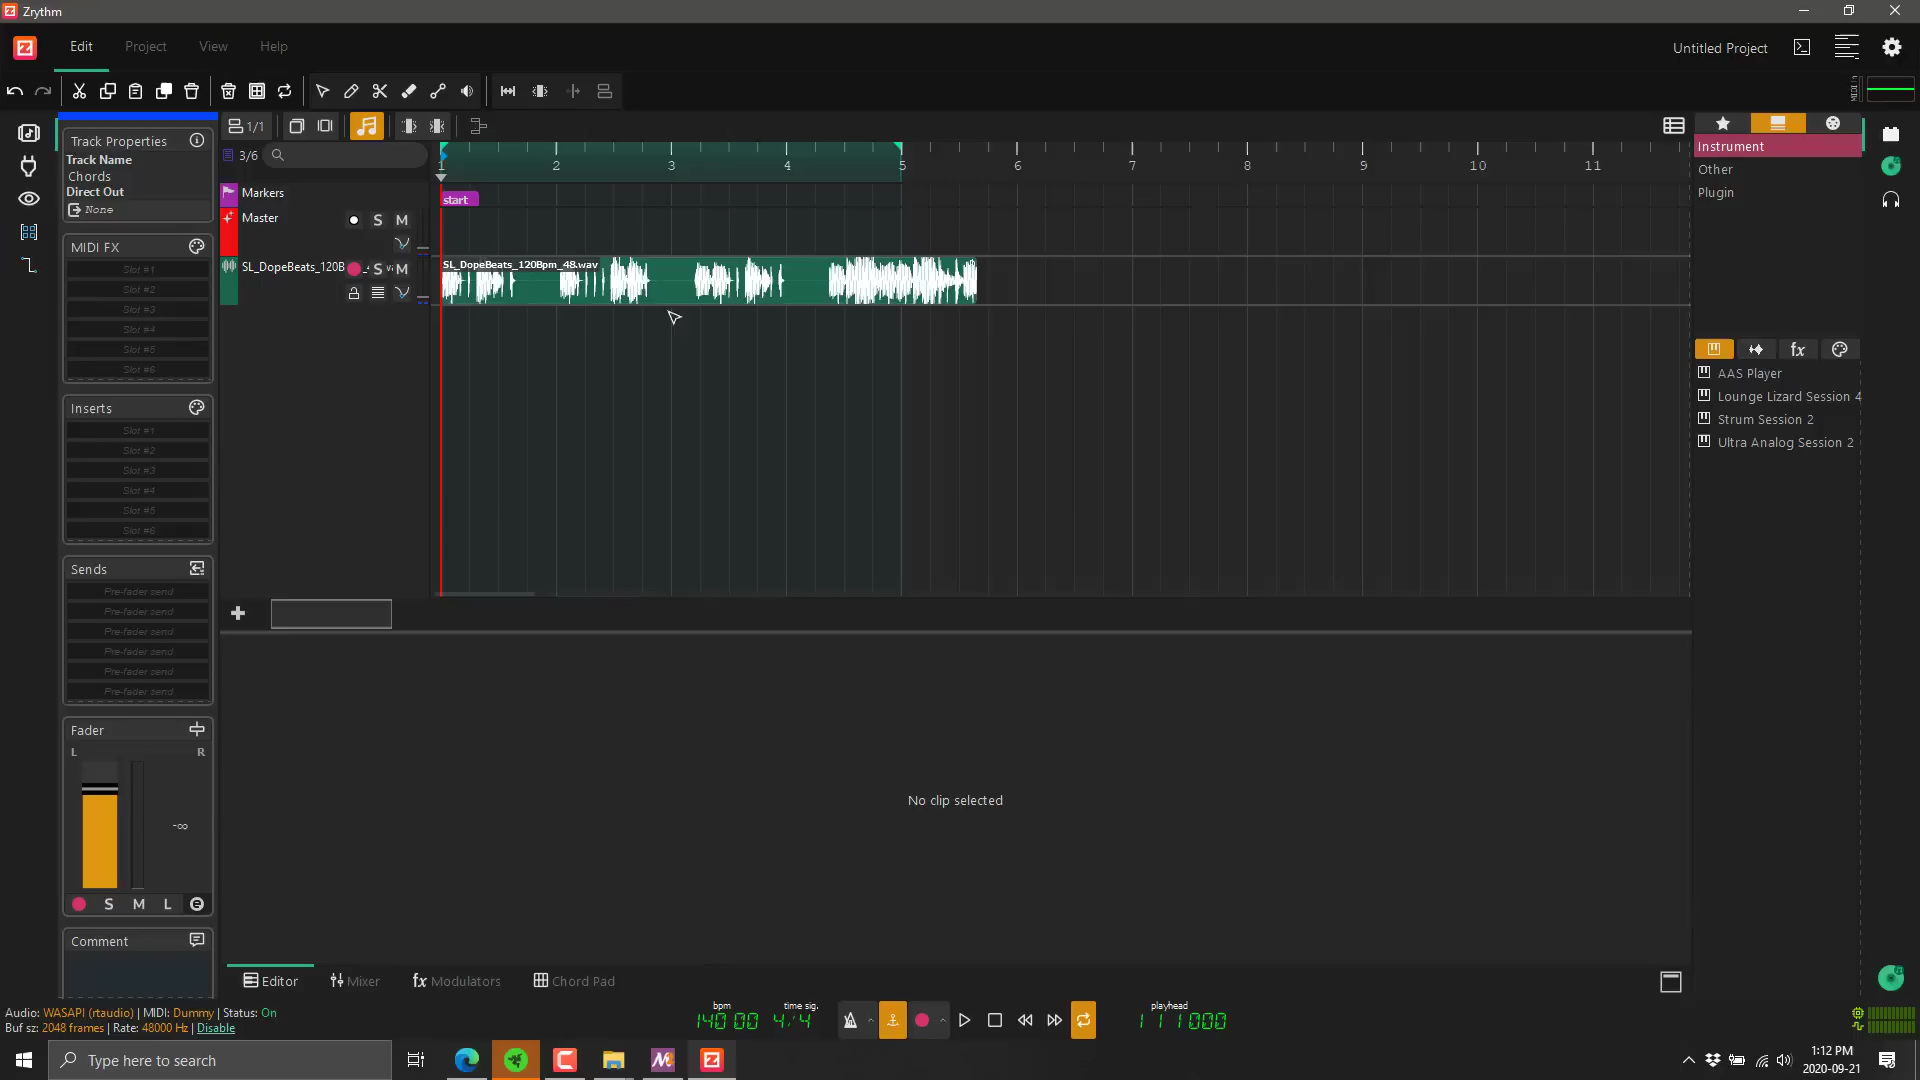 Zrythm
Edit Project View Help
Untitled Project
1/1
Track Properties
Track Name
Chords
Direct Out
None
MIDI FX
Slot #1
Slot #2
Slot #3
Slot #4
Slot #5
Slot #6
Inserts
Slot #1
Slot #2
Slot #3
Slot #4
Slot #5
Slot #6
Sends
Pre-fader send
Pre-fader send
Pre-fader send
Pre-fader send
Pre-fader send
Pre-fader send
Fader
L R
-∞
S M L
Comment
3/6
1 2 3 4 5 6 7 8 9 10 11
Markers
start
Master
S M
SL_DopeBeats_120B
S M
SL_DopeBeats_120Bpm_48.wav
Instrument
Other
Plugin
fx
AAS Player
Lounge Lizard Session 4
Strum Session 2
Ultra Analog Session 2
No clip selected
Editor Mixer fx Modulators Chord Pad
Audio: WASAPI (rtaudio) | MIDI: Dummy | Status: On
Buf sz: 2048 frames | Rate: 48000 Hz | Disable
bpm
140 00
time sig.
4/4
playhead
1 1 1 000
Type here to search
1:12 PM
2020-09-21